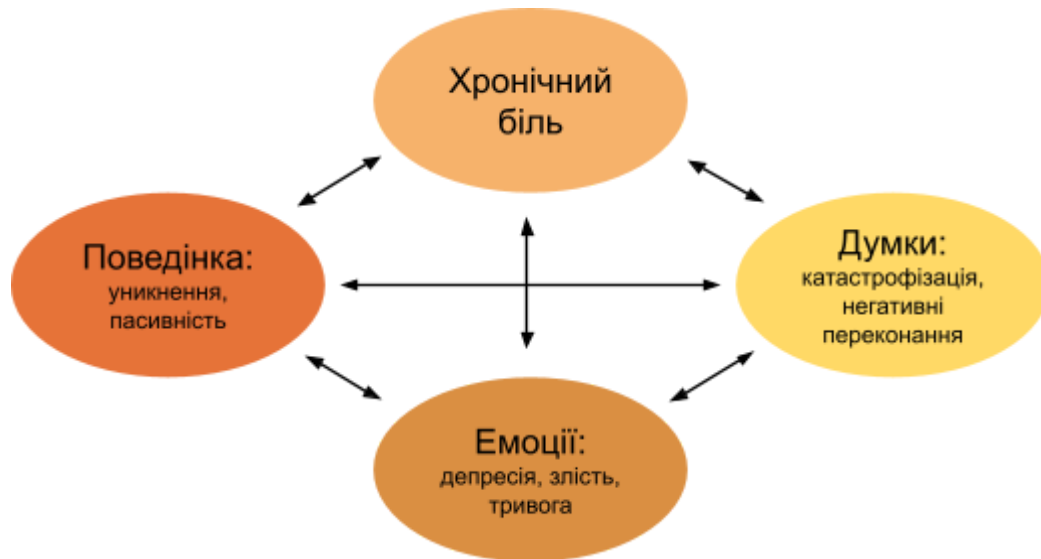 Хронічний
біль
Поведінка:
уникнення,
пасивність
Думки:
катастрофізація,
негативні
переконання
Емоції:
депресія, злість,
тривога